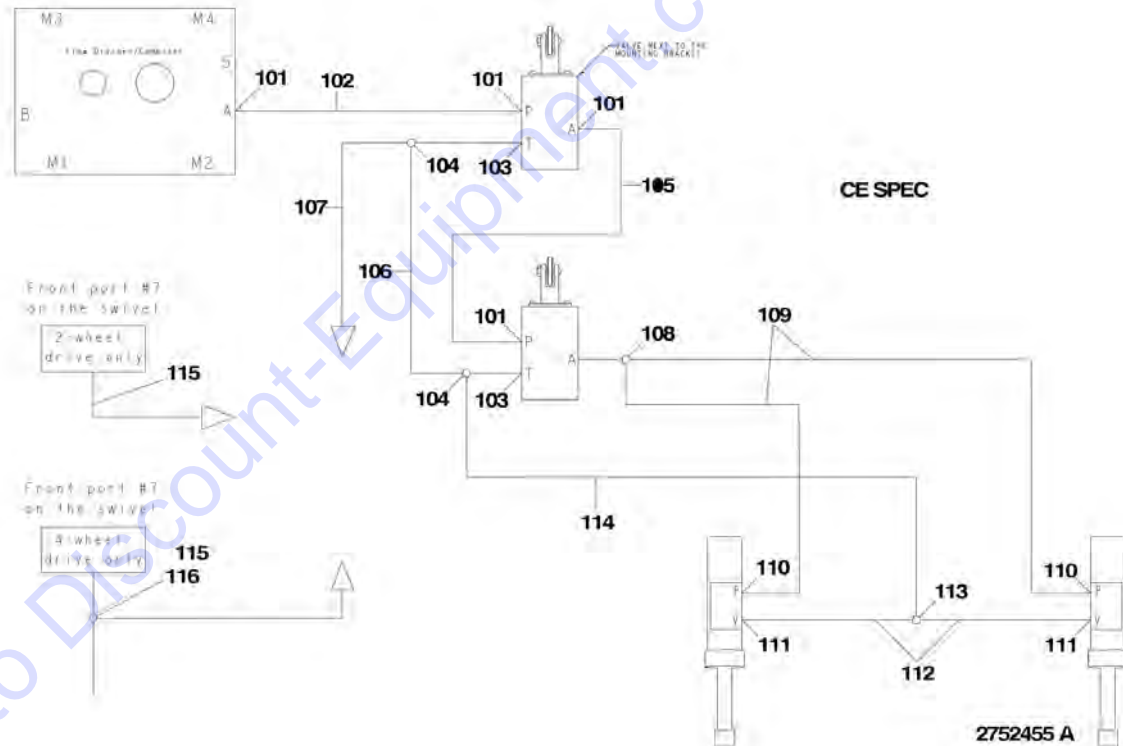 M3 M4
S
B A
M1 M2
101 102 101
VALVE NEXT TO THE
MOUNTING BRACKET
P
A 101
T
104 103
107 105
CE SPEC
106
Front port #7
on the swivel
2-wheel
drive only
115
101 P
A 108 109
T
104 103
Front port #7
on the swivel
4-wheel
drive only 115
116
114
110 P 110 P
113
V 111 111 V
112
2752455 A
to Discount-Equipment.c